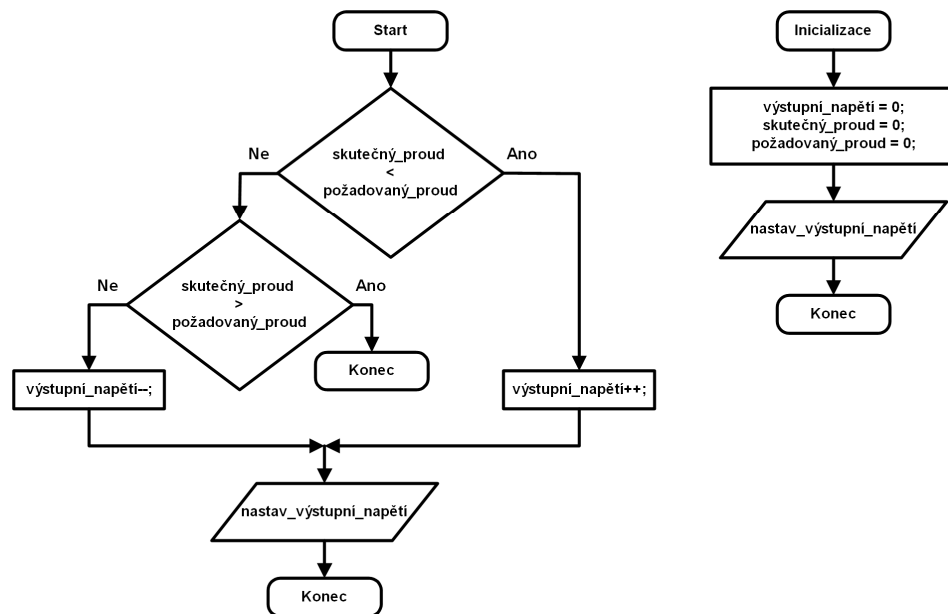 Start
skutečný_proud
<
požadovaný_proud
Ne
Ano
skutečný_proud
>
požadovaný_proud
Ne
Ano
Konec
výstupní_napětí--;
výstupní_napětí++;
nastav_výstupní_napětí
Konec
Inicializace
výstupní_napětí = 0;
skutečný_proud = 0;
požadovaný_proud = 0;
nastav_výstupní_napětí
Konec